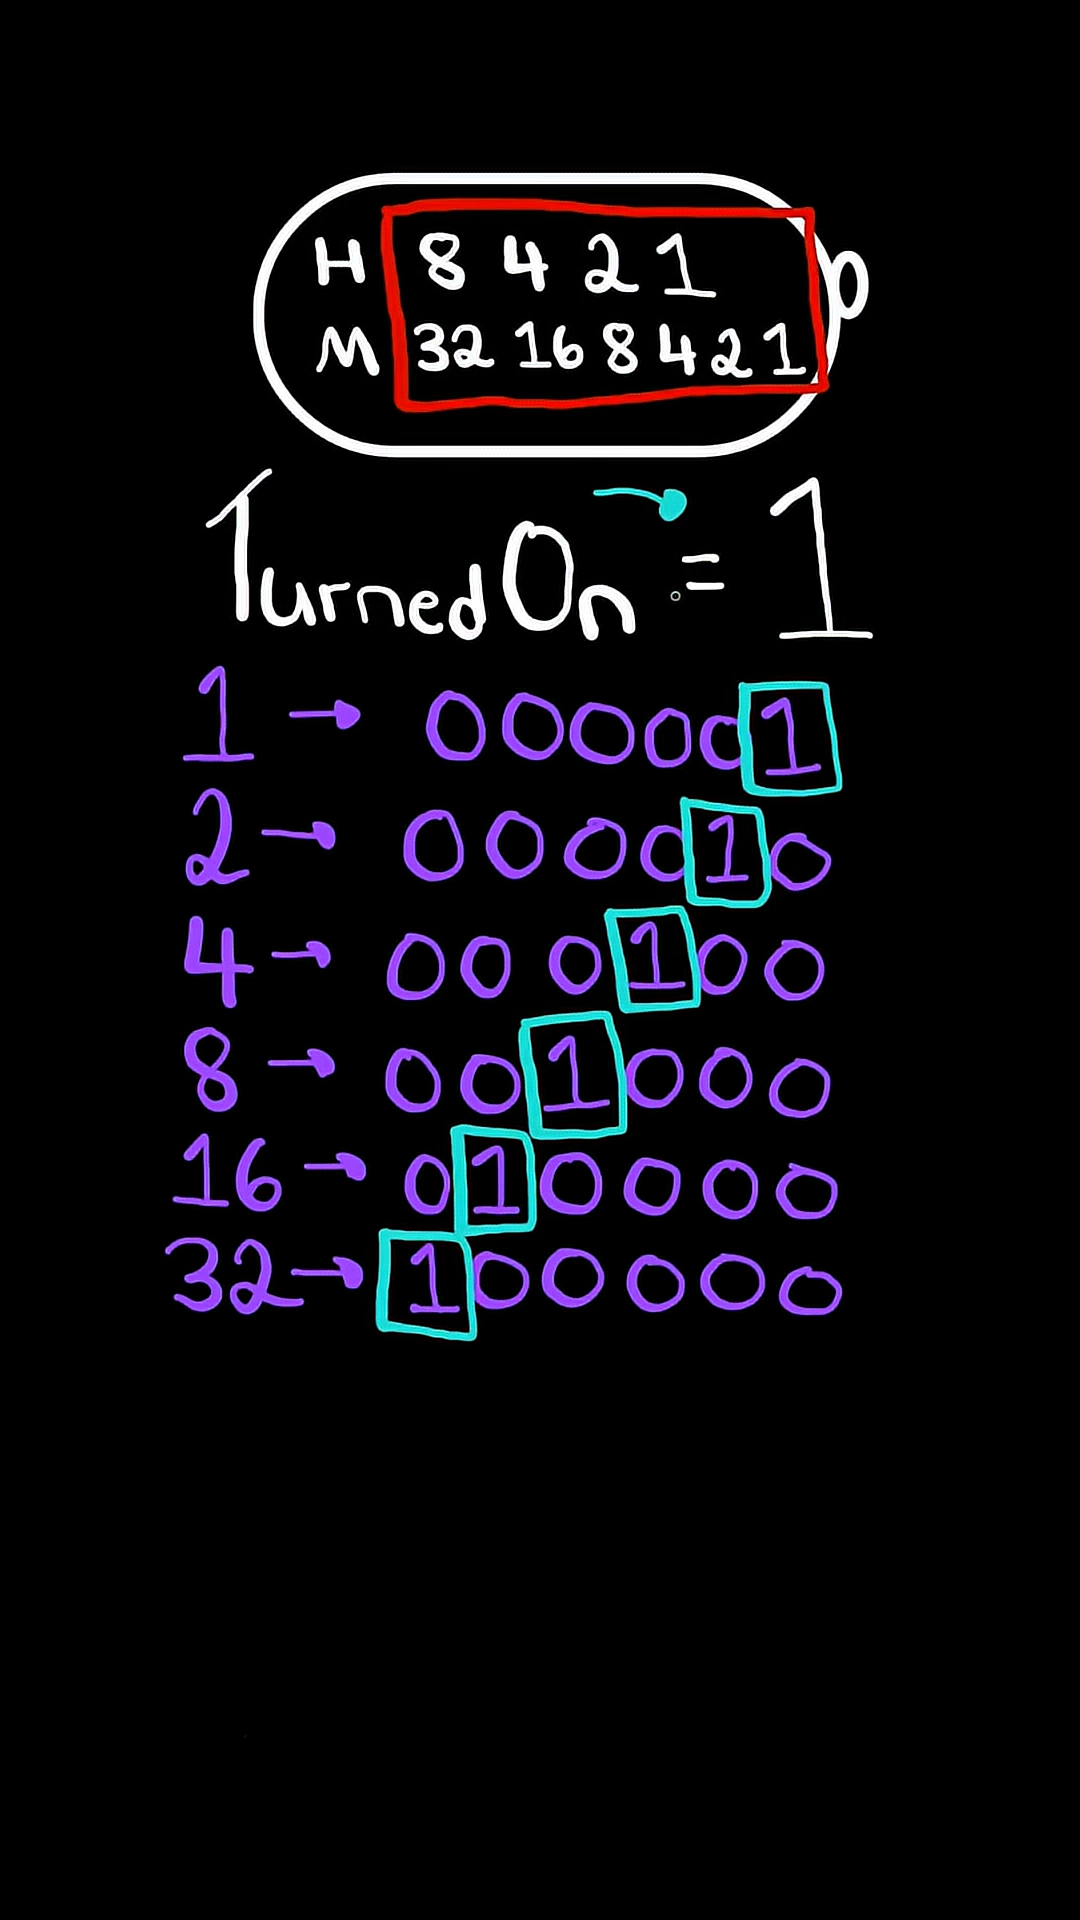 H 8 4 2 1
M 32 16 8 4 2 1
TurnedOn = 1
1 → 000001
2 → 000010
4 → 000100
8 → 001000
16 → 010000
32 → 100000